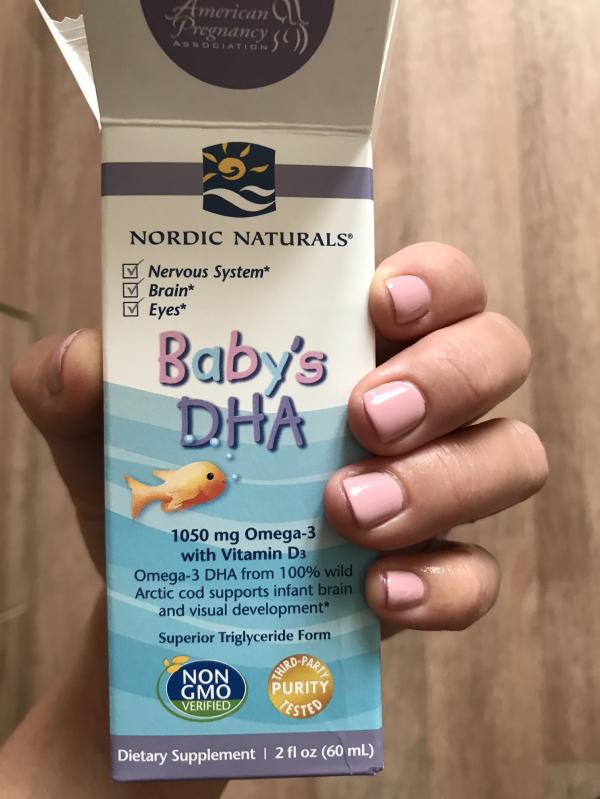 American
Pregnancy
ASSOCIATION
NORDIC NATURALS®
Nervous System*
Brain*
Eyes*
Baby's
DHA
1050 mg Omega-3
with Vitamin D3
Omega-3 DHA from 100% wild
Arctic cod supports infant brain
and visual development*
Superior Triglyceride Form
NON
GMO
VERIFIED
THIRD-PARTY
PURITY
TESTED
Dietary Supplement | 2 fl oz (60 mL)